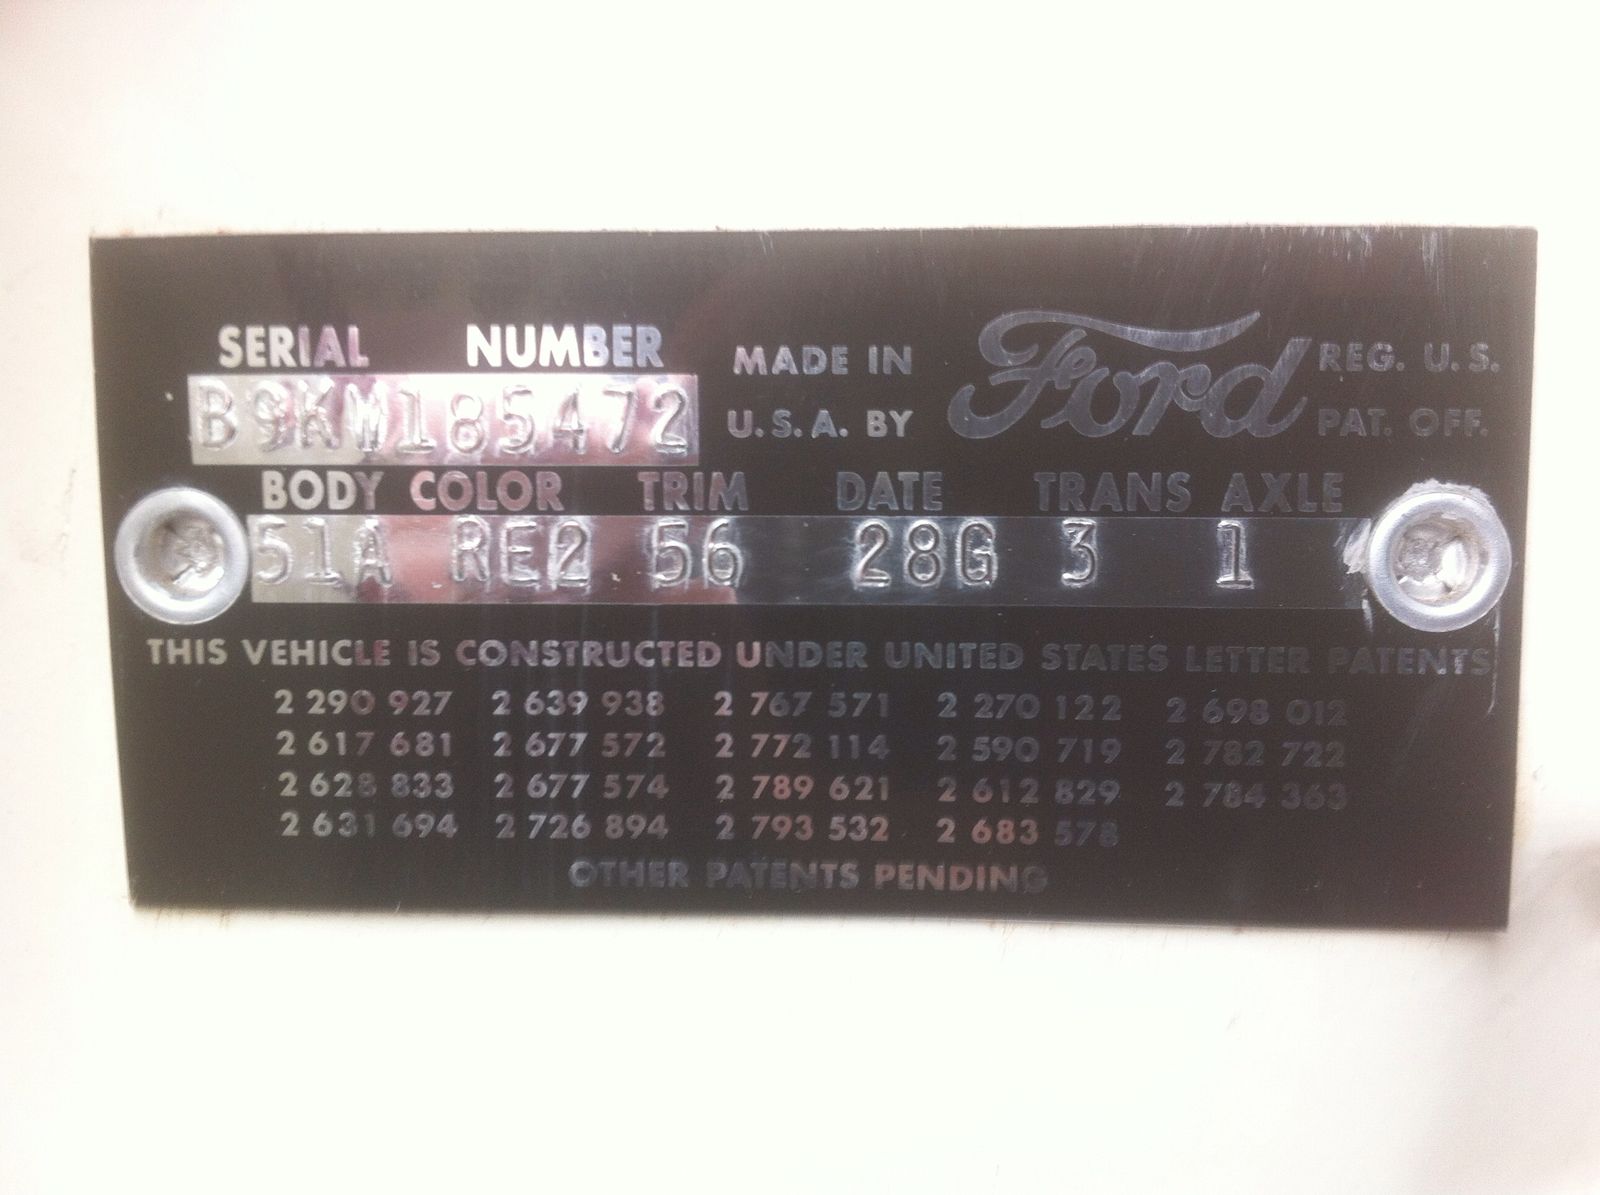 SERIAL NUMBER
B9KM185472
MADE IN
U.S.A. BY
Ford
REG. U.S.
PAT. OFF.
BODY COLOR TRIM DATE TRANS AXLE
51A RE2 56 28G 3 1
THIS VEHICLE IS CONSTRUCTED UNDER UNITED STATES LETTER PATENTS
2 290 927 2 639 938 2 767 571 2 270 122 2 698 012
2 617 681 2 677 572 2 772 114 2 590 719 2 782 722
2 628 833 2 677 574 2 789 621 2 612 829 2 784 363
2 631 694 2 726 894 2 793 532 2 683 578
OTHER PATENTS PENDING